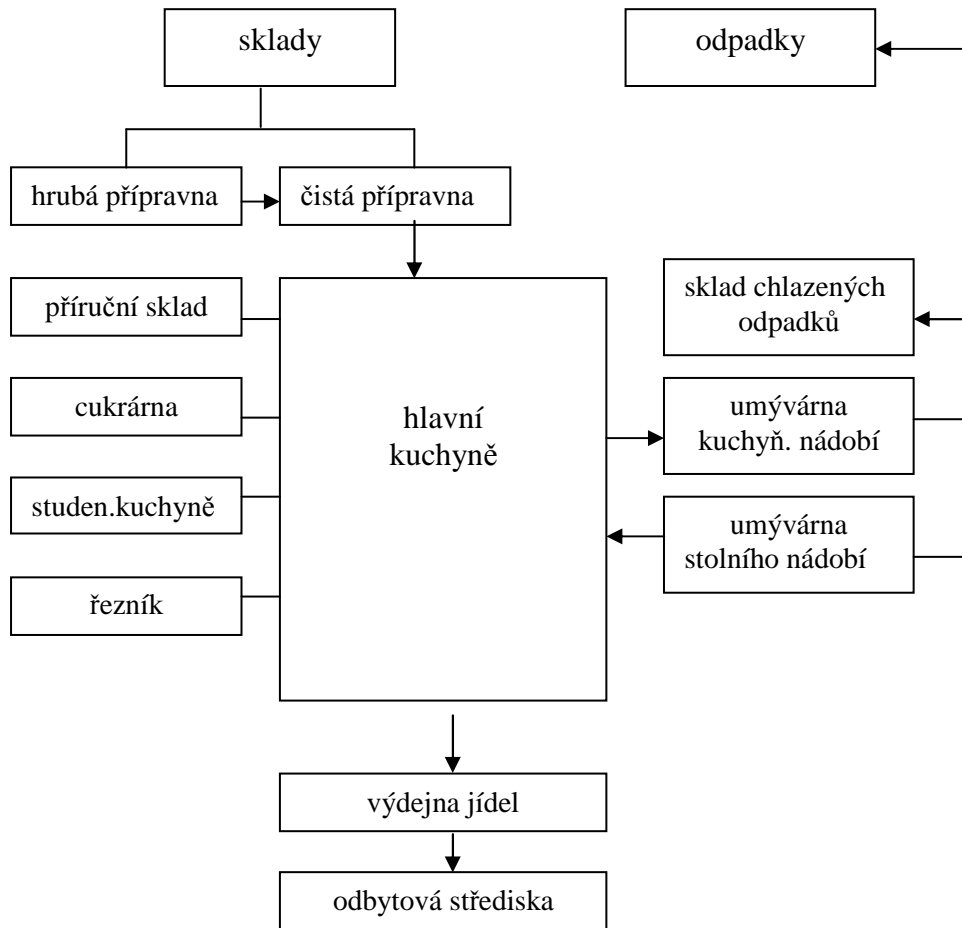 sklady
odpadky
hrubá přípravna
čistá přípravna
příruční sklad
cukrárna
studen.kuchyně
řezník
hlavní
kuchyně
sklad chlazených
odpadků
umývárna
kuchyň. nádobí
umývárna
stolního nádobí
výdejna jídel
odbytová střediska